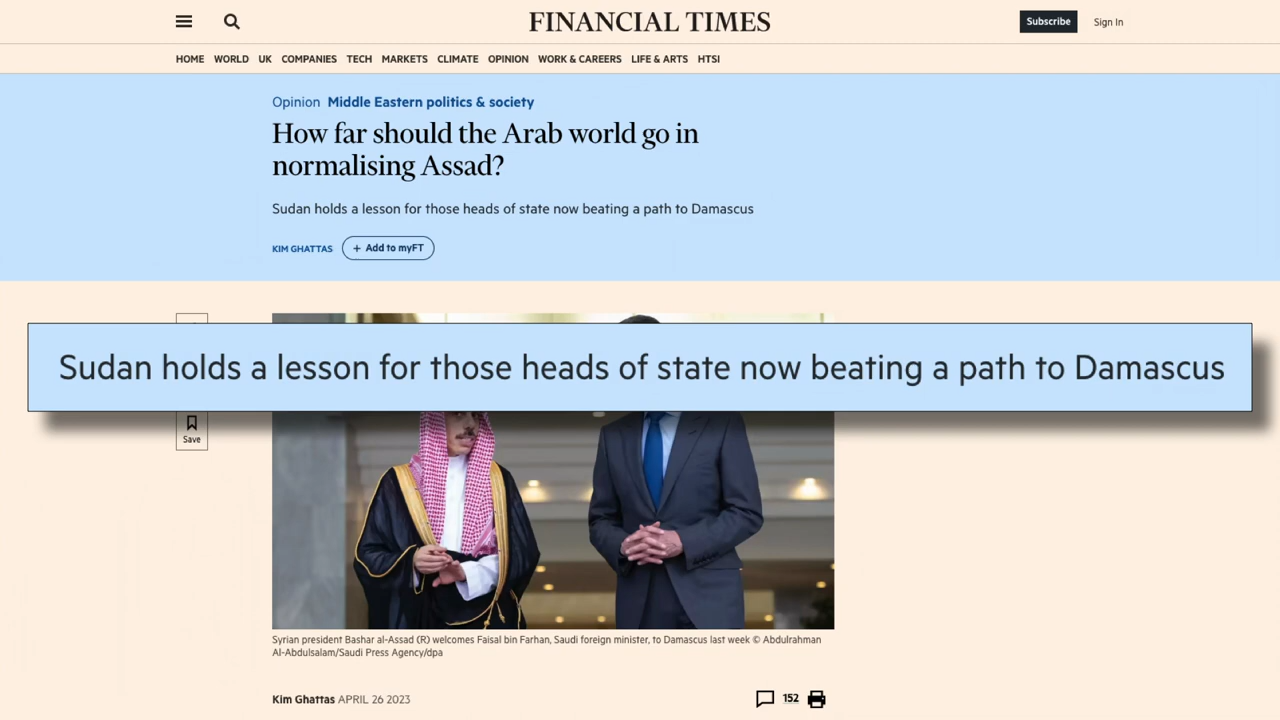 FINANCIAL TIMES
Subscribe
Sign In
HOME WORLD UK COMPANIES TECH MARKETS CLIMATE OPINION WORK & CAREERS LIFE & ARTS HTSI
Opinion Middle Eastern politics & society
How far should the Arab world go in
normalising Assad?
Sudan holds a lesson for those heads of state now beating a path to Damascus
KIM GHATTAS + Add to myFT
Sudan holds a lesson for those heads of state now beating a path to Damascus
Save
Syrian president Bashar al-Assad (R) welcomes Faisal bin Farhan, Saudi foreign minister, to Damascus last week © Abdulrahman
Al-Abdulsalam/Saudi Press Agency/dpa
Kim Ghattas APRIL 26 2023
152